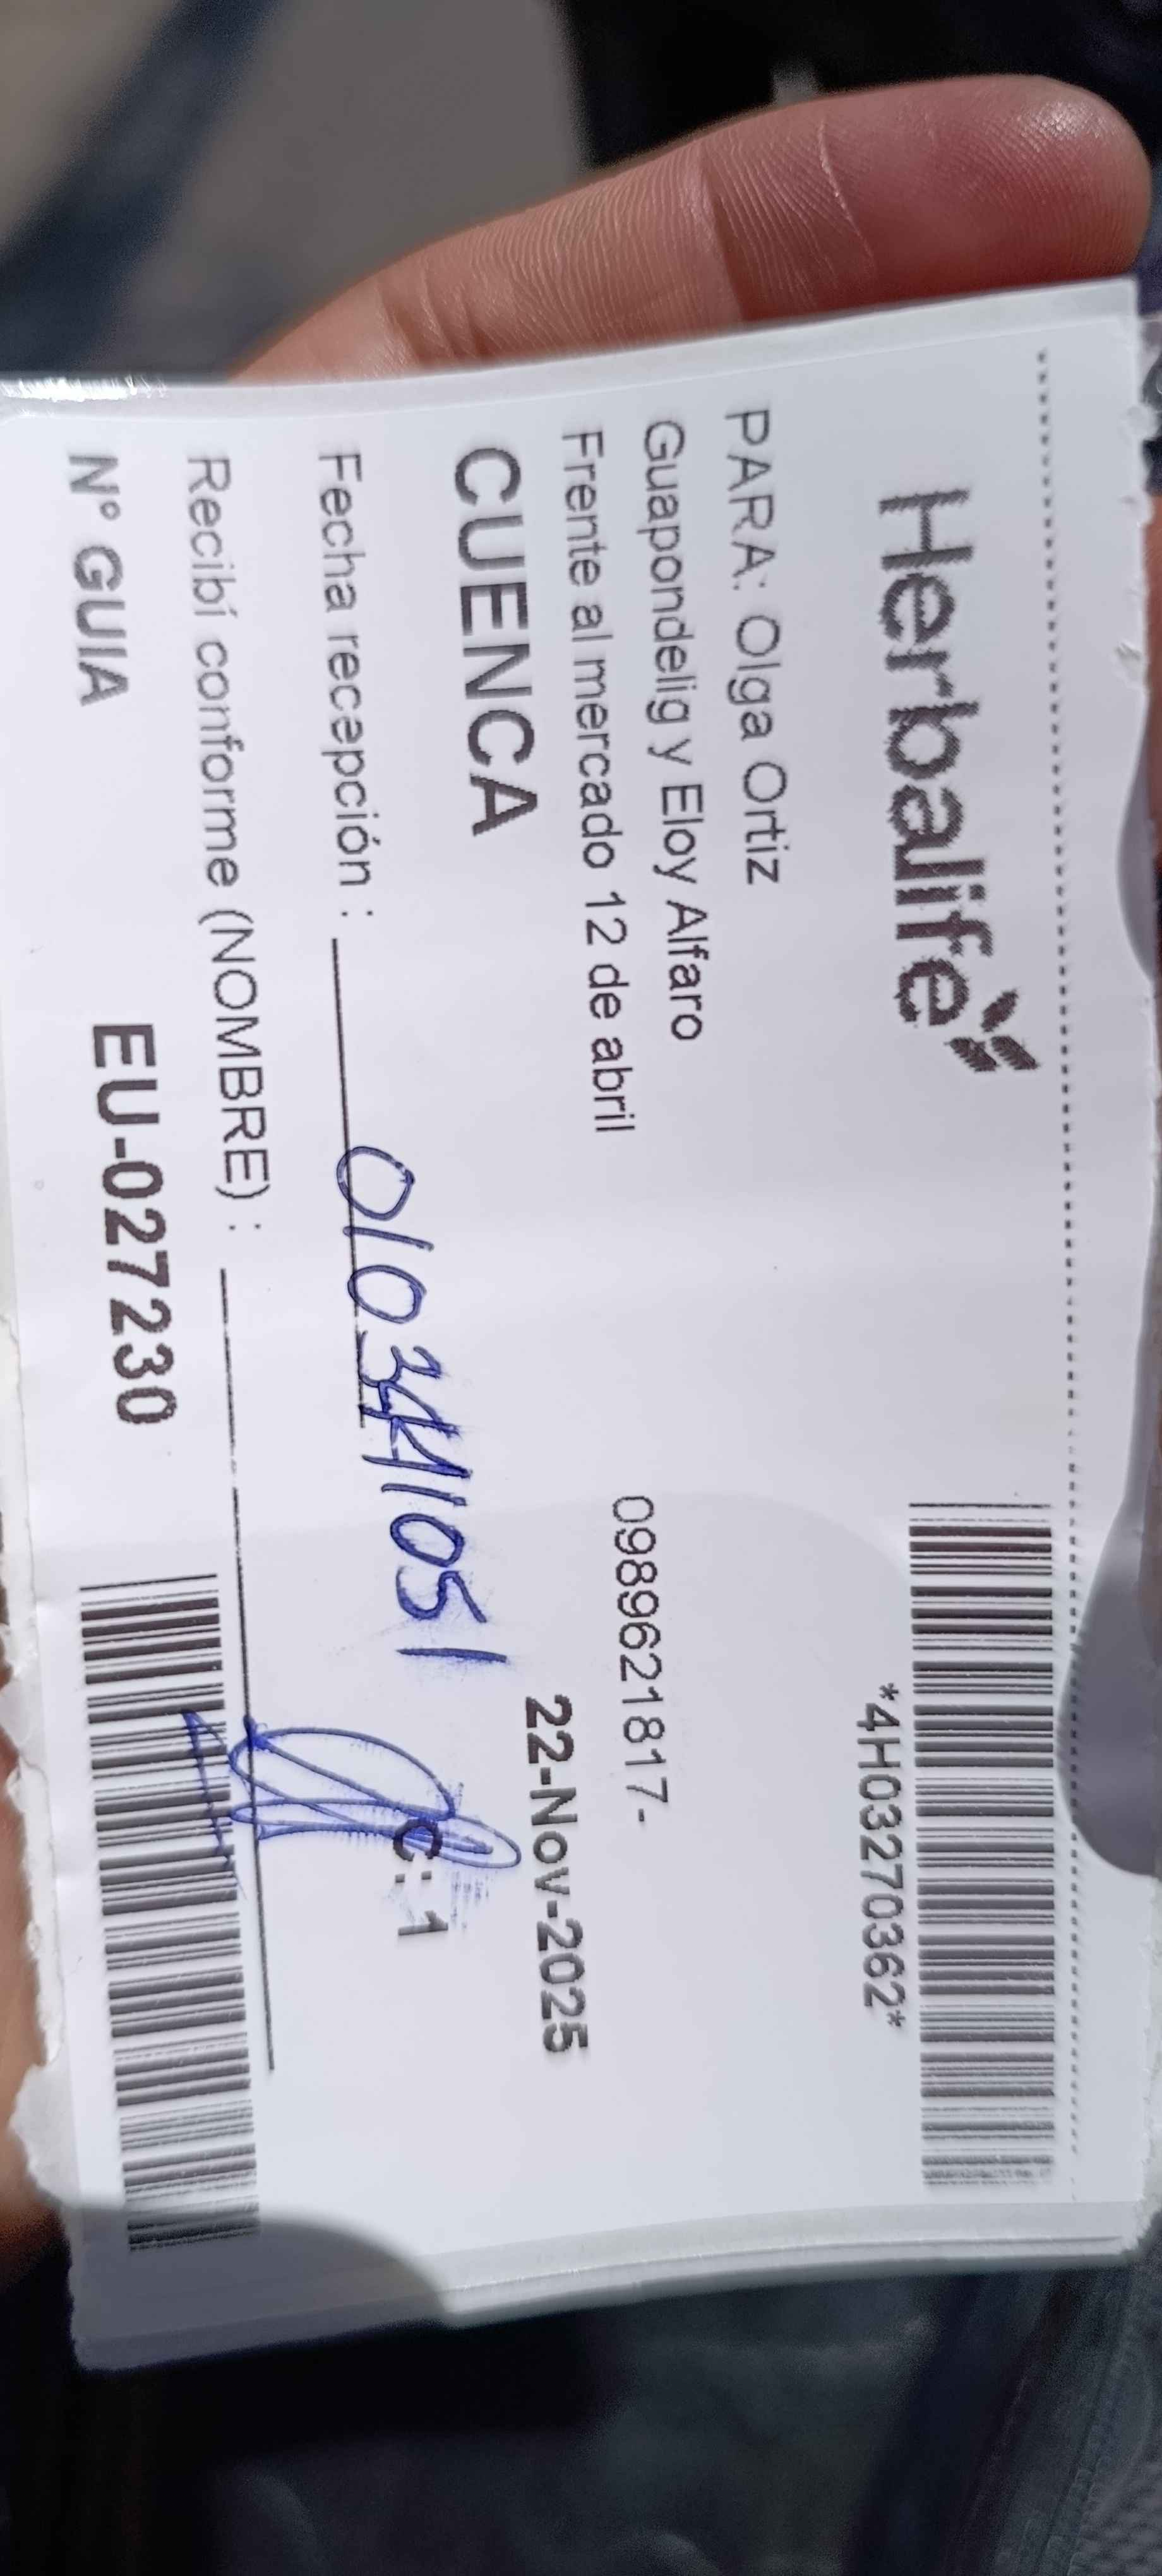 Herbalife
*4H03270362*
PARA: Olga Ortiz
Guapondelig y Eloy Alfaro
Frente al mercado 12 de abril
0989621817-
CUENCA
22-Nov-2025
Fecha recepción :
0103441051
C: 1
Recibí conforme (NOMBRE) :
Nº GUIA EU-027230